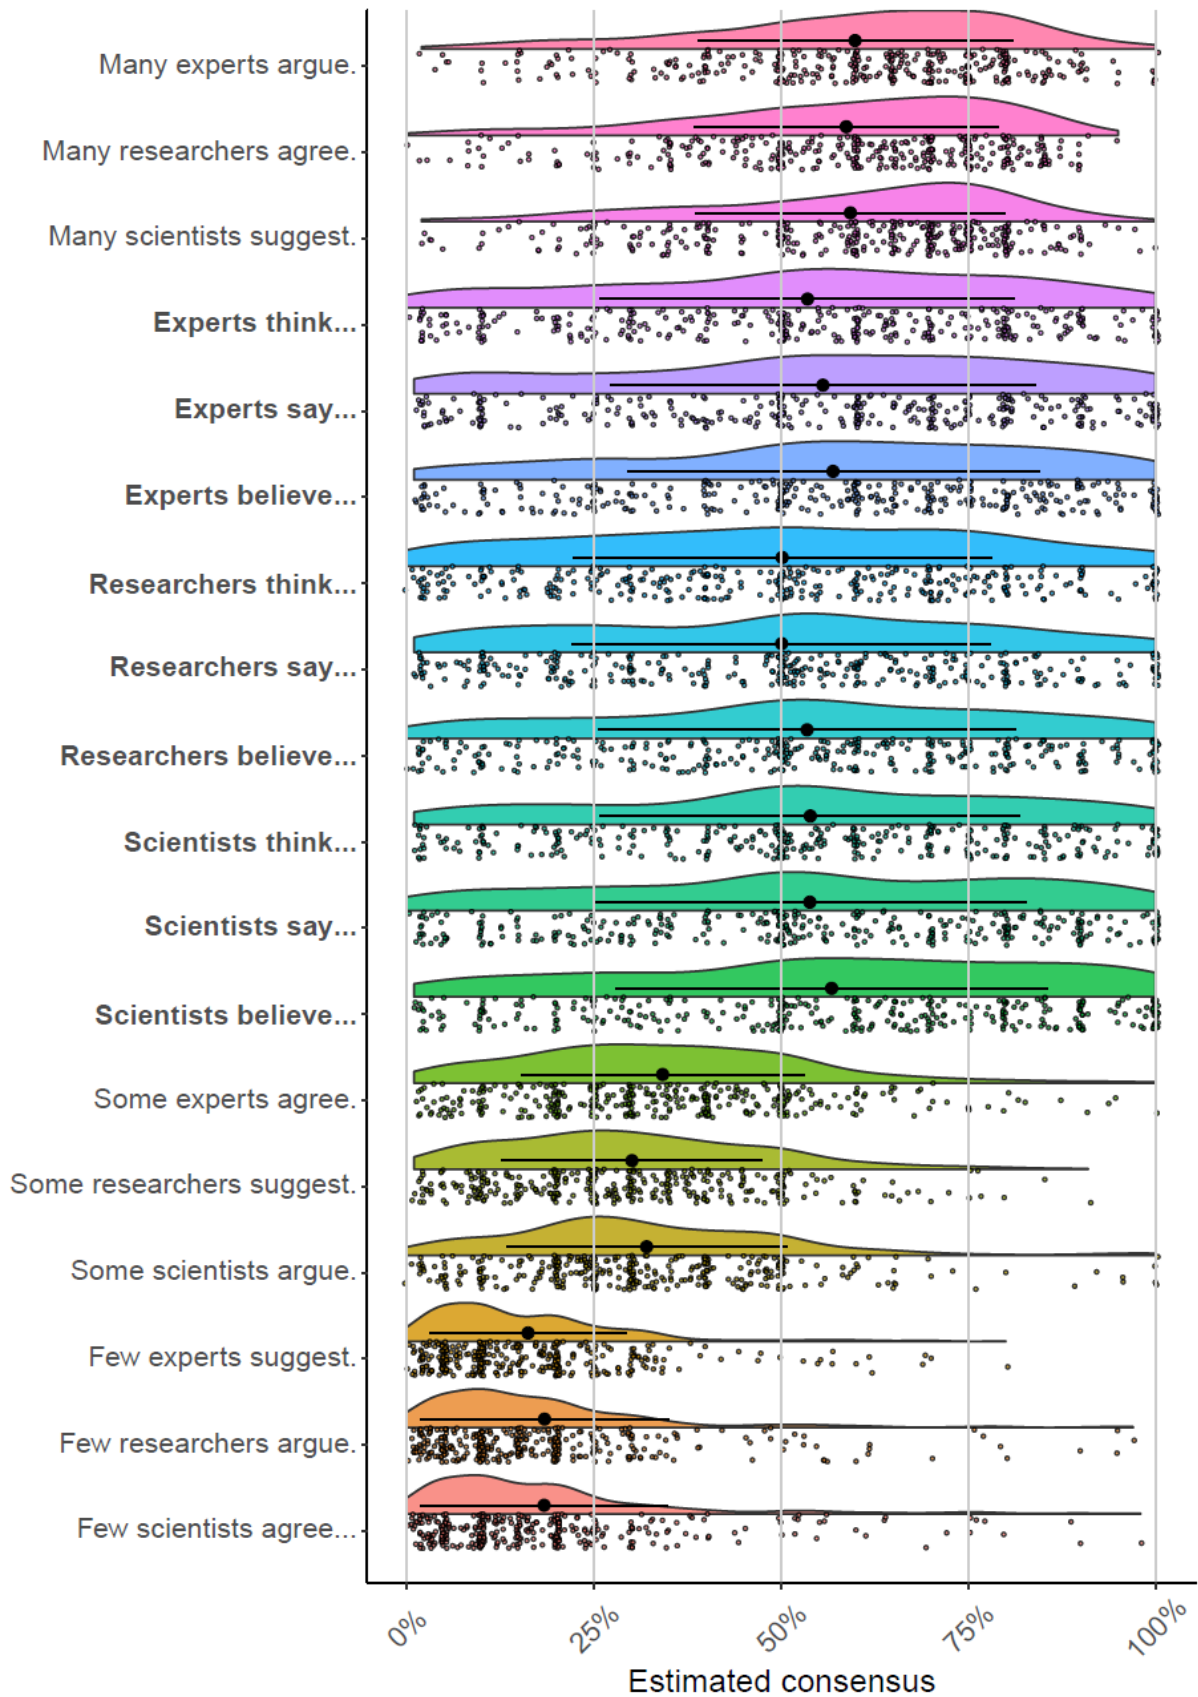 Many experts argue.
Many researchers agree.
Many scientists suggest.
Experts think...
Experts say...
Experts believe...
Researchers think...
Researchers say...
Researchers believe...
Scientists think...
Scientists say...
Scientists believe...
Some experts agree.
Some researchers suggest.
Some scientists argue.
Few experts suggest.
Few researchers argue.
Few scientists agree...
0% 25% 50% 75% 100%
Estimated consensus